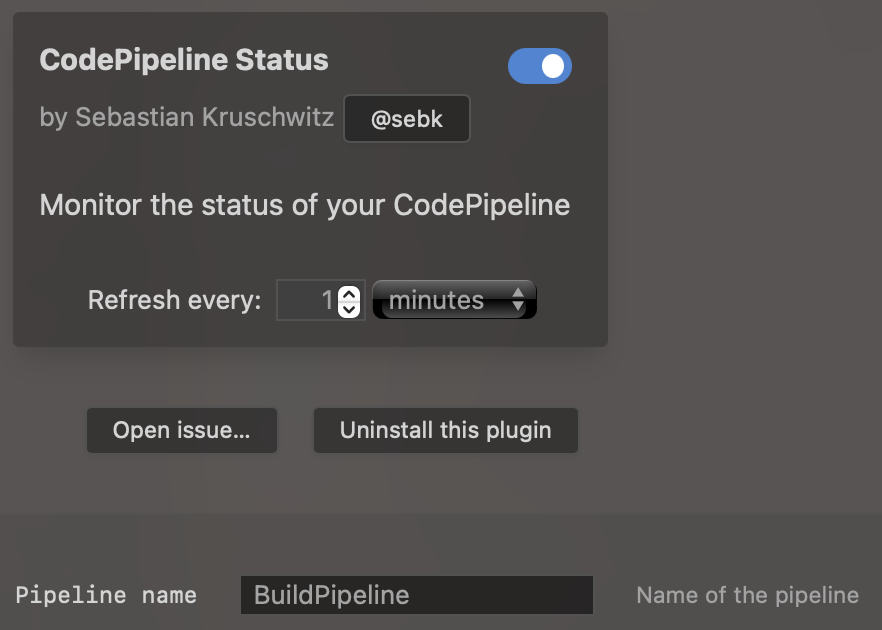 CodePipeline Status
by Sebastian Kruschwitz @sebk
Monitor the status of your CodePipeline
Refresh every: 1 minutes
Open issue... Uninstall this plugin
Pipeline name BuildPipeline Name of the pipeline